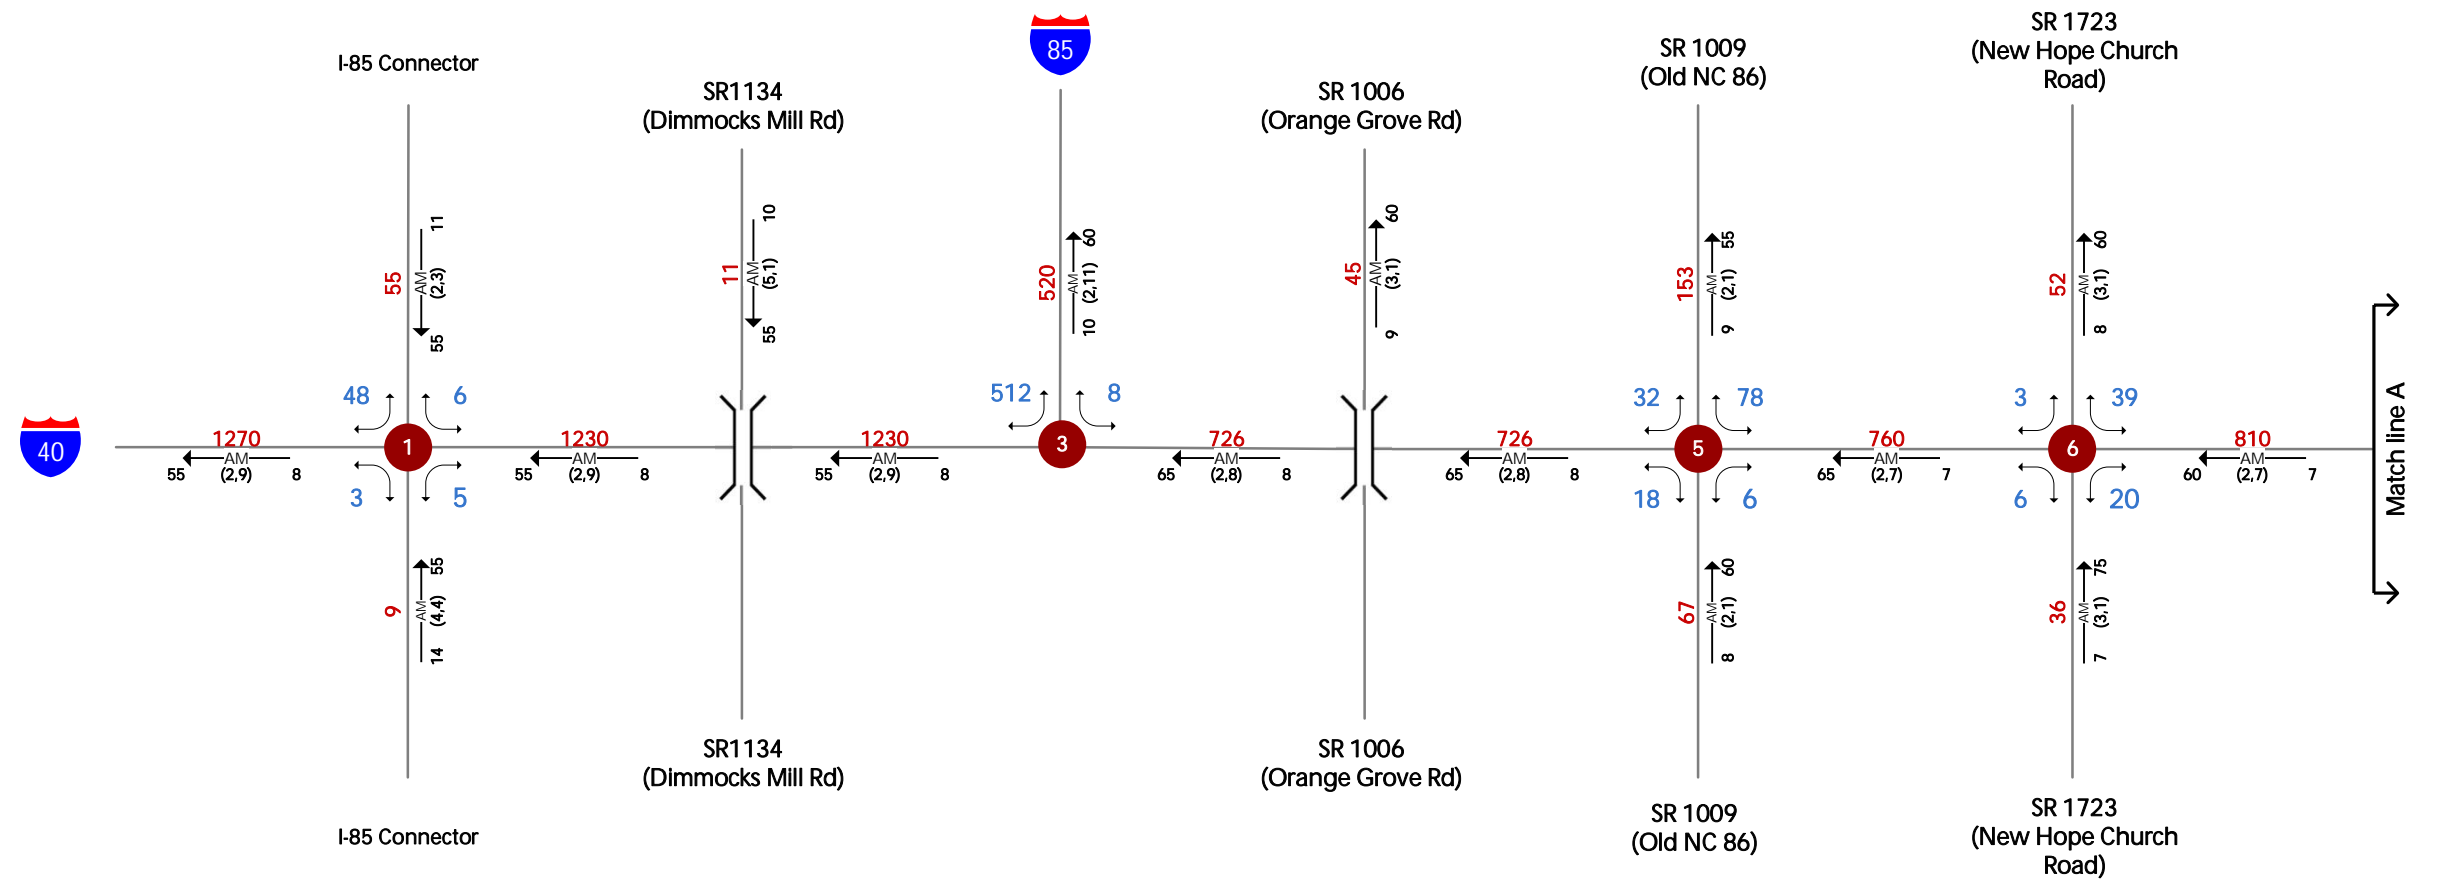 85
SR 1723
(New Hope Church
Road)
SR 1009
(Old NC 86)
I-85 Connector
SR1134
(Dimmocks Mill Rd)
SR 1006
(Orange Grove Rd)
55
AM
(2,3)
11
55
11
AM
(5,1)
10
55
520
AM
(2,11)
60
10
45
AM
(3,1)
60
9
153
AM
(2,1)
55
9
52
AM
(3,1)
60
8
40
1270
AM
55 (2,9) 8
48 6
1
3 5
1230
AM
55 (2,9) 8
1230
AM
55 (2,9) 8
512 8
3
726
AM
65 (2,8) 8
726
AM
65 (2,8) 8
32 78
5
18 6
760
AM
65 (2,7) 7
3 39
6
6 20
810
AM
60 (2,7) 7
Match line A
9
AM
(4,4)
55
14
67
AM
(2,1)
60
8
36
AM
(3,1)
75
7
I-85 Connector
SR1134
(Dimmocks Mill Rd)
SR 1006
(Orange Grove Rd)
SR 1009
(Old NC 86)
SR 1723
(New Hope Church
Road)